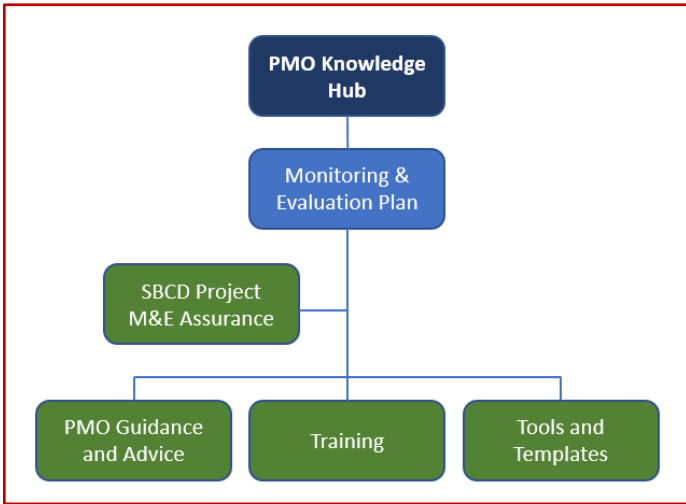 PMO Knowledge
Hub
Monitoring &
Evaluation Plan
SBCD Project
M&E Assurance
PMO Guidance
and Advice
Training
Tools and
Templates